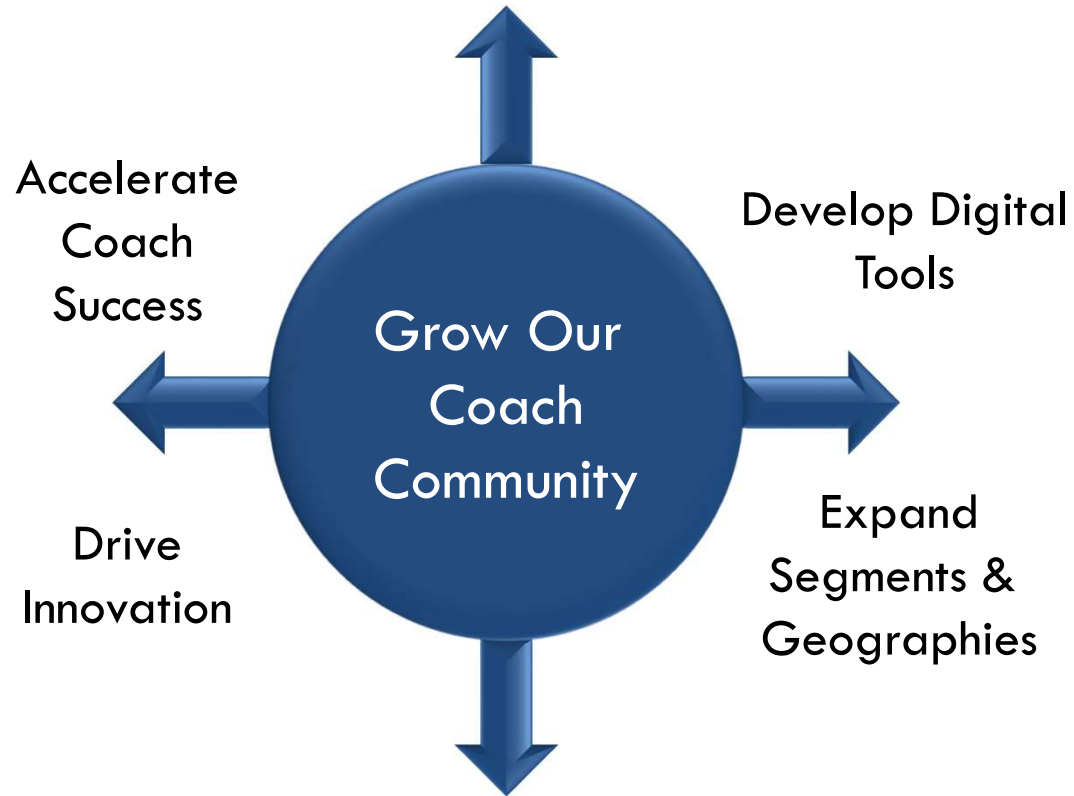 Accelerate
Coach
Success
Develop Digital
Tools
Grow Our
Coach
Community
Drive
Innovation
Expand
Segments &
Geographies